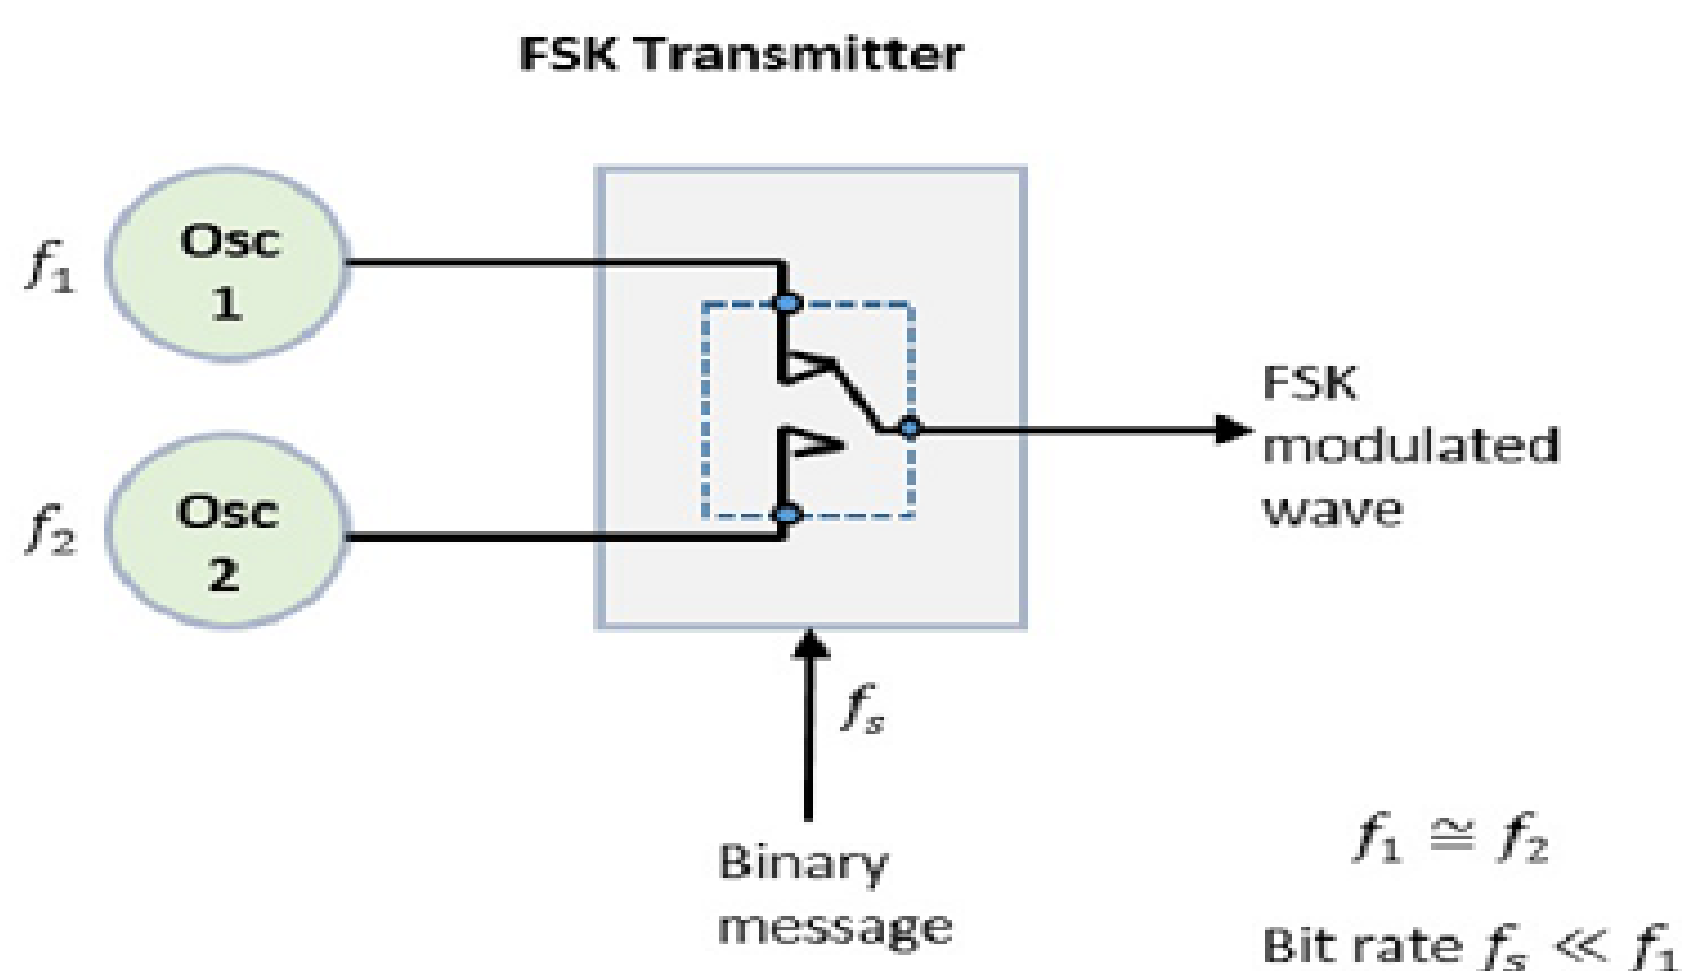 FSK Transmitter
f₁
Osc
1
f₂
Osc
2
FSK
modulated
wave
fₛ
Binary
message
f₁ ≅ f₂
Bit rate fₛ ≪ f₁